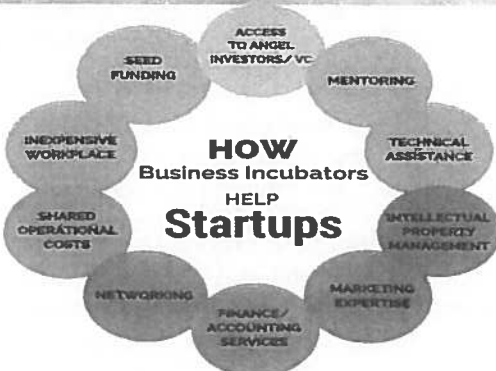 ACCESS
TO ANGEL
INVESTORS/VC
MENTORING
TECHNICAL
ASSISTANCE
INTELLECTUAL
PROPERTY
MANAGEMENT
MARKETING
EXPERTISE
FINANCE/
ACCOUNTING
SERVICES
NETWORKING
SHARED
OPERATIONAL
COSTS
INEXPENSIVE
WORKPLACE
SEED
FUNDING
HOW
Business Incubators
HELP
Startups